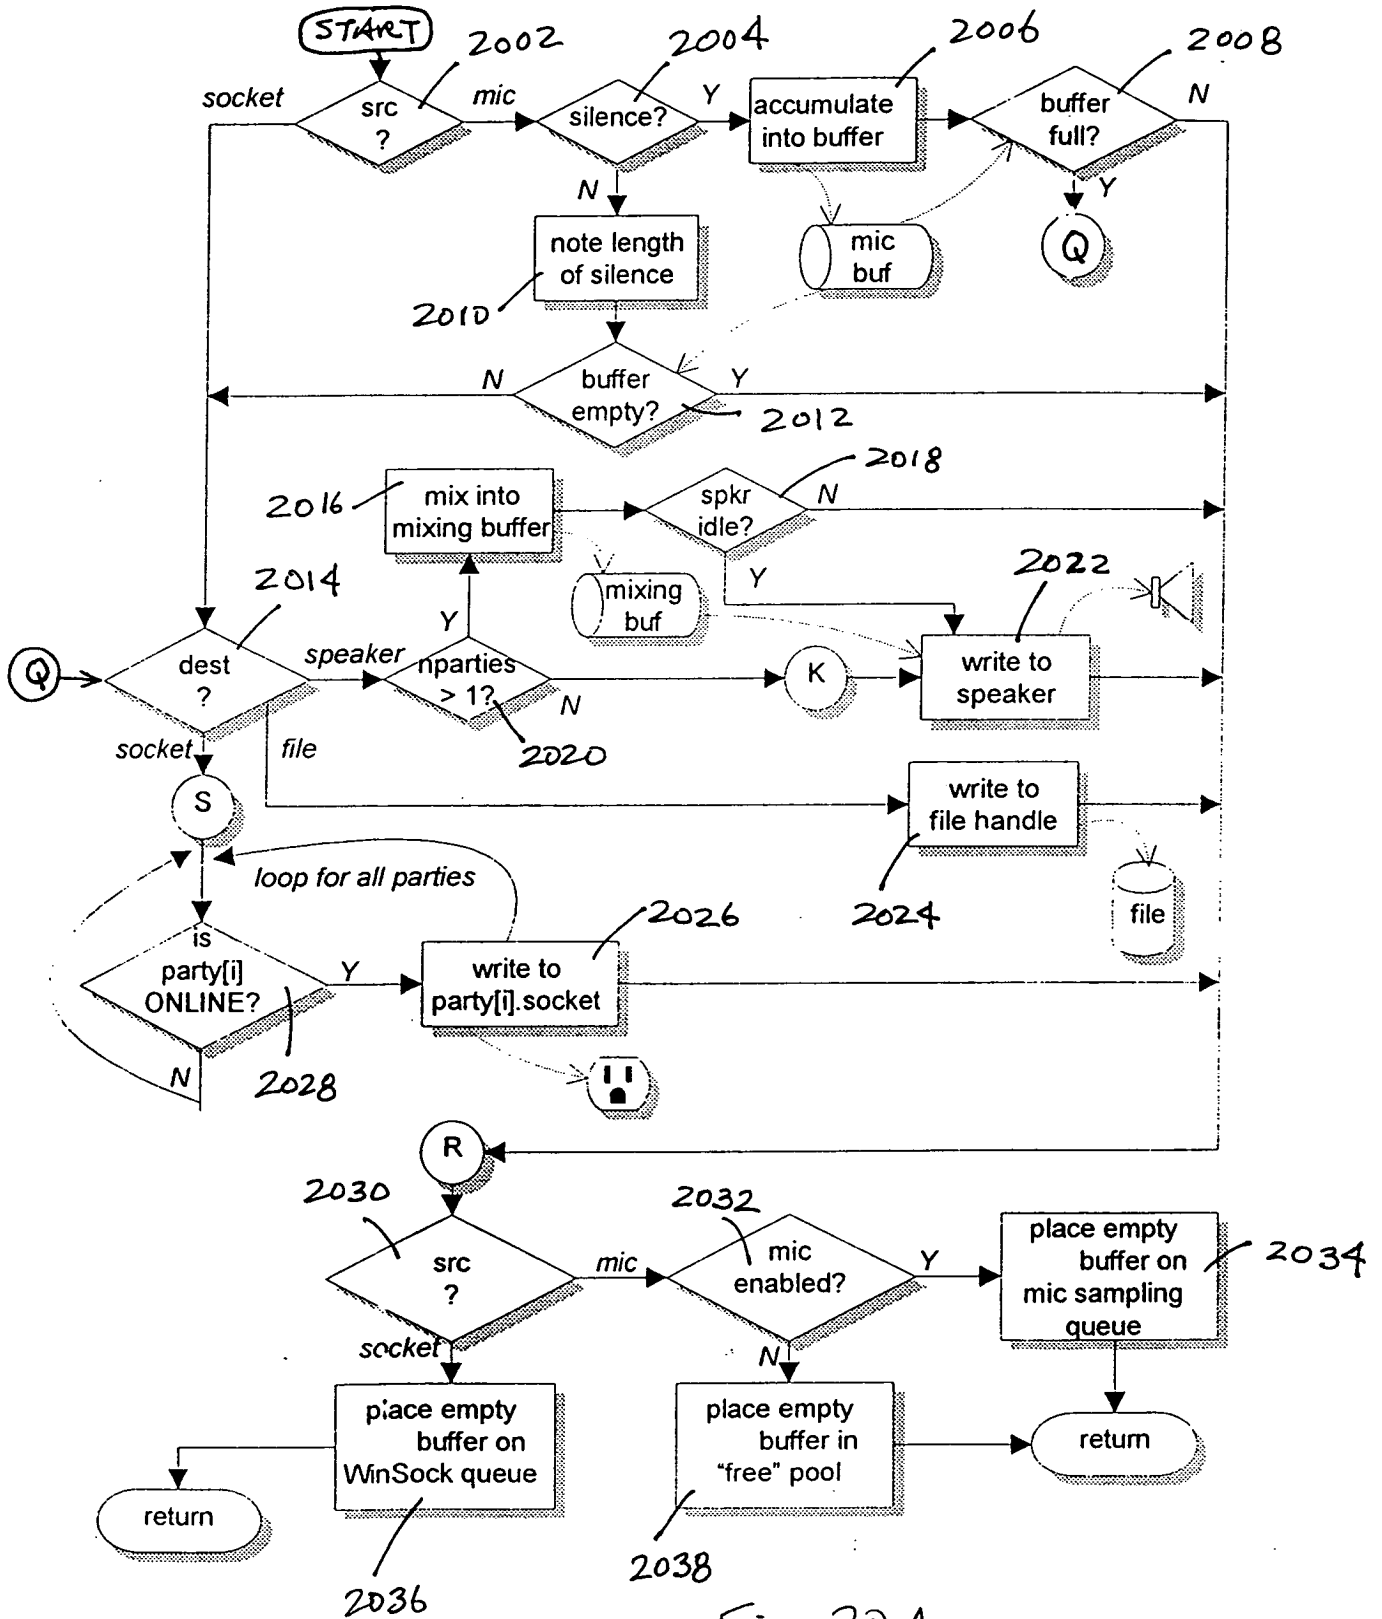 START
2002
2004
2006
2008
socket
src
?
mic
silence?
Y
accumulate
into buffer
buffer
full?
N
N
Y
note length
of silence
mic
buf
Q
2010
N
buffer
empty?
Y
2012
2018
2016
mix into
mixing buffer
spkr
idle?
N
2014
Y
2022
mixing
buf
Y
Q
dest
?
speaker
nparties
> 1?
N
K
write to
speaker
socket
file
2020
S
write to
file handle
loop for all parties
2026
2024
file
is
party[i]
ONLINE?
Y
write to
party[i].socket
N
2028
R
2030
2032
src
?
mic
mic
enabled?
Y
place empty
buffer on
mic sampling
queue
2034
socket
N
place empty
buffer on
WinSock queue
place empty
buffer in
"free" pool
return
return
2036
2038